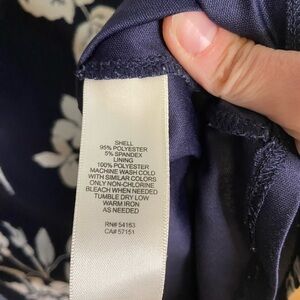 SHELL
95% POLYESTER
5% SPANDEX
LINING
100% POLYESTER
MACHINE WASH COLD
WITH SIMILAR COLORS
ONLY NON-CHLORINE
BLEACH WHEN NEEDED
TUMBLE DRY LOW
WARM IRON
AS NEEDED
RN# 54163
CA# 57151